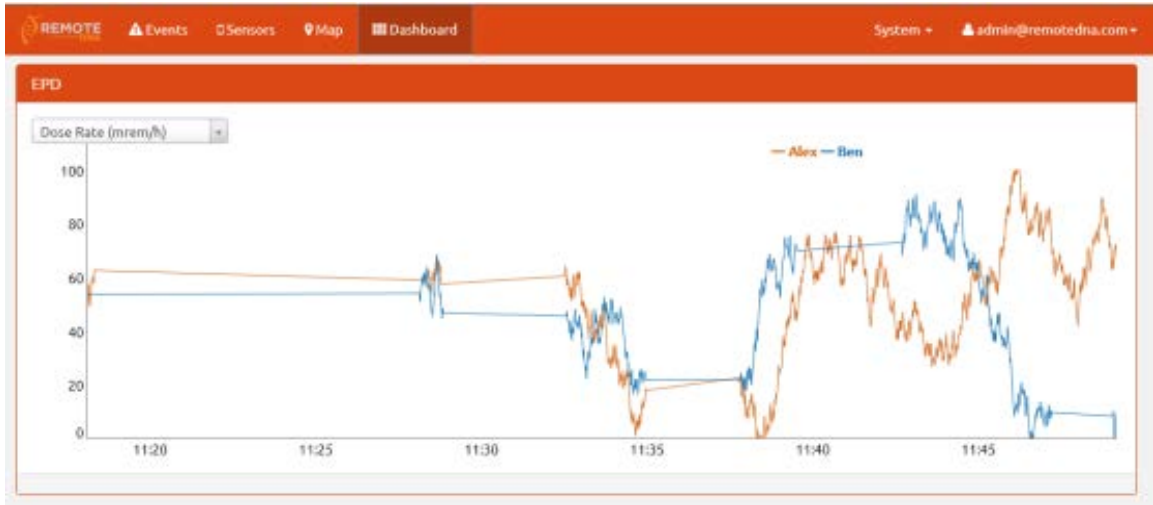 REMOTE
Events Sensors Map Dashboard System admin@remotedna.com
EPD
Dose Rate (mrem/h)
Alex Ben
100
80
60
40
20
0
11:20 11:25 11:30 11:35 11:40 11:45